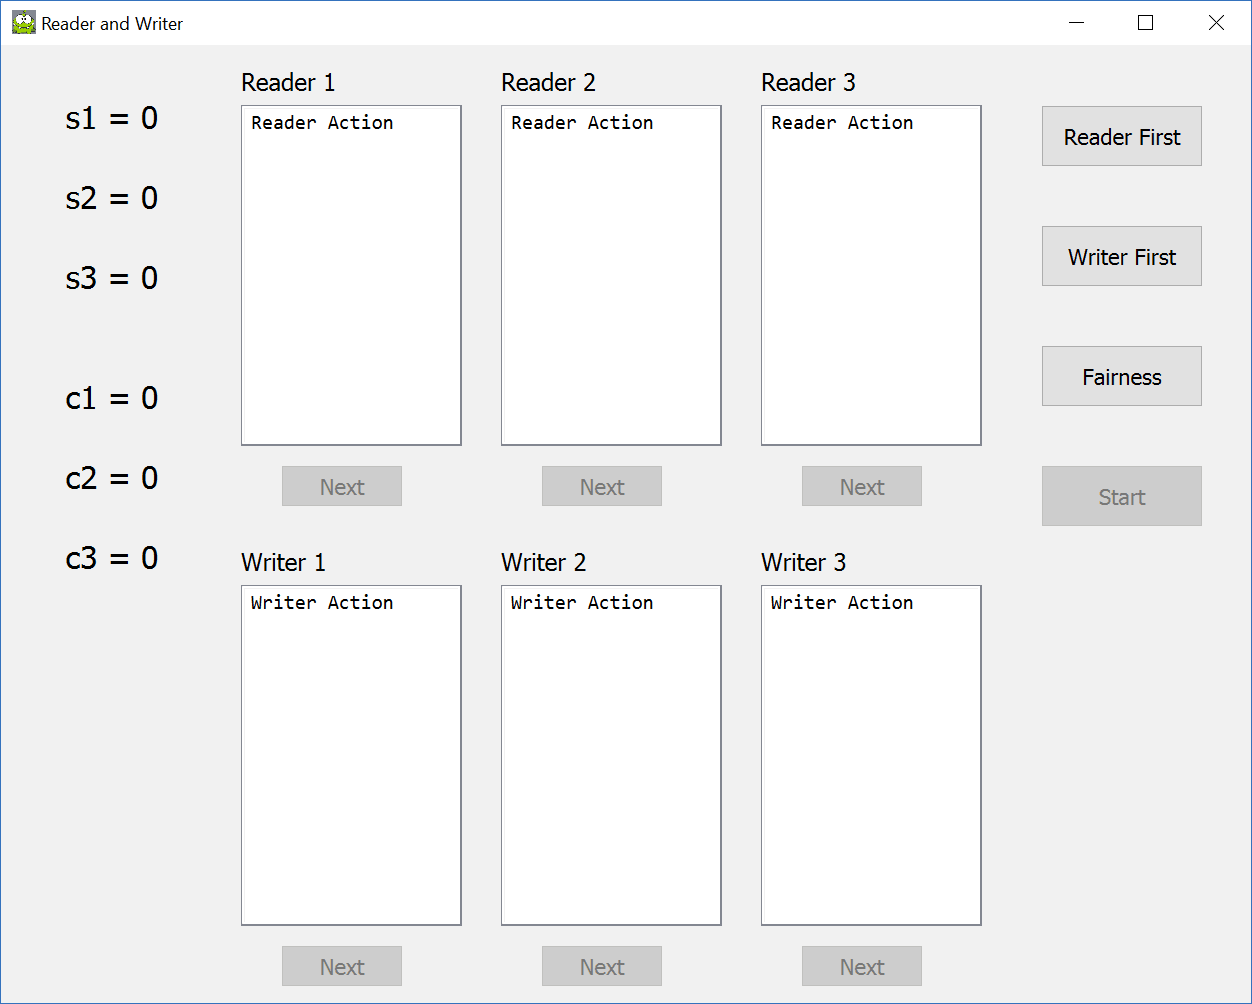 Reader and Writer
s1 = 0
s2 = 0
s3 = 0
c1 = 0
c2 = 0
c3 = 0
Reader 1
Reader Action
Next
Reader 2
Reader Action
Next
Reader 3
Reader Action
Next
Writer 1
Writer Action
Next
Writer 2
Writer Action
Next
Writer 3
Writer Action
Next
Reader First
Writer First
Fairness
Start